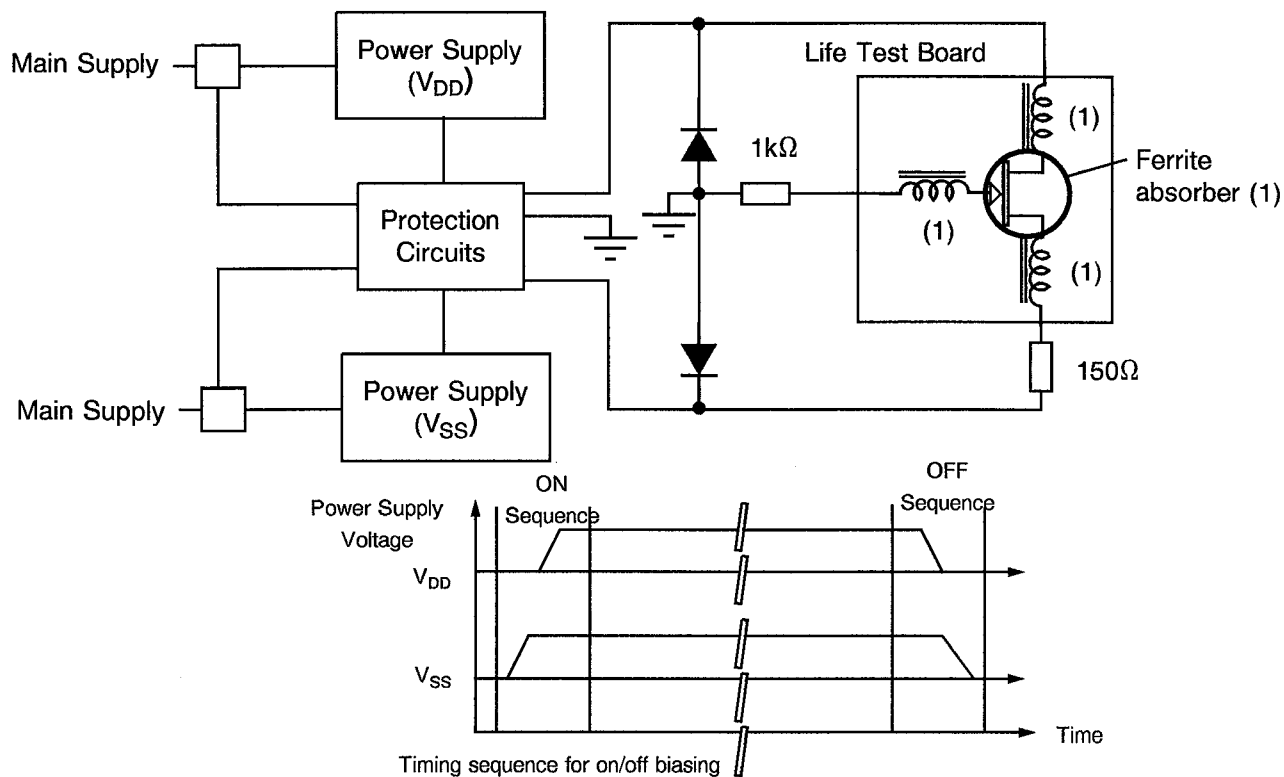 Main Supply
Power Supply
(VDD)
Life Test Board
(1)
1kΩ
Ferrite
absorber (1)
Protection
Circuits
(1)
(1)
Main Supply
Power Supply
(VSS)
150Ω
ON
Sequence
OFF
Sequence
Power Supply
Voltage
VDD
VSS
Time
Timing sequence for on/off biasing